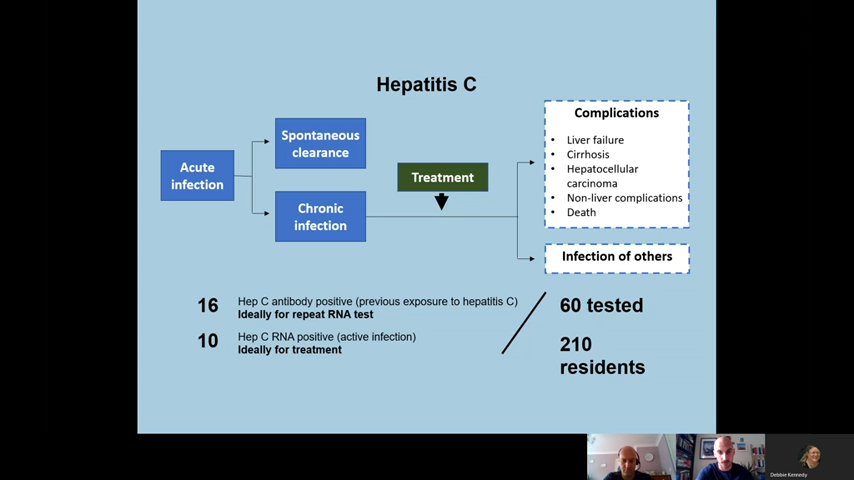 Hepatitis C
Acute
infection
Spontaneous
clearance
Chronic
infection
Treatment
Complications
• Liver failure
• Cirrhosis
• Hepatocellular
carcinoma
• Non-liver complications
• Death
Infection of others
16
Hep C antibody positive (previous exposure to hepatitis C)
Ideally for repeat RNA test
10
Hep C RNA positive (active infection)
Ideally for treatment
60 tested
210
residents
Debbie Kennedy